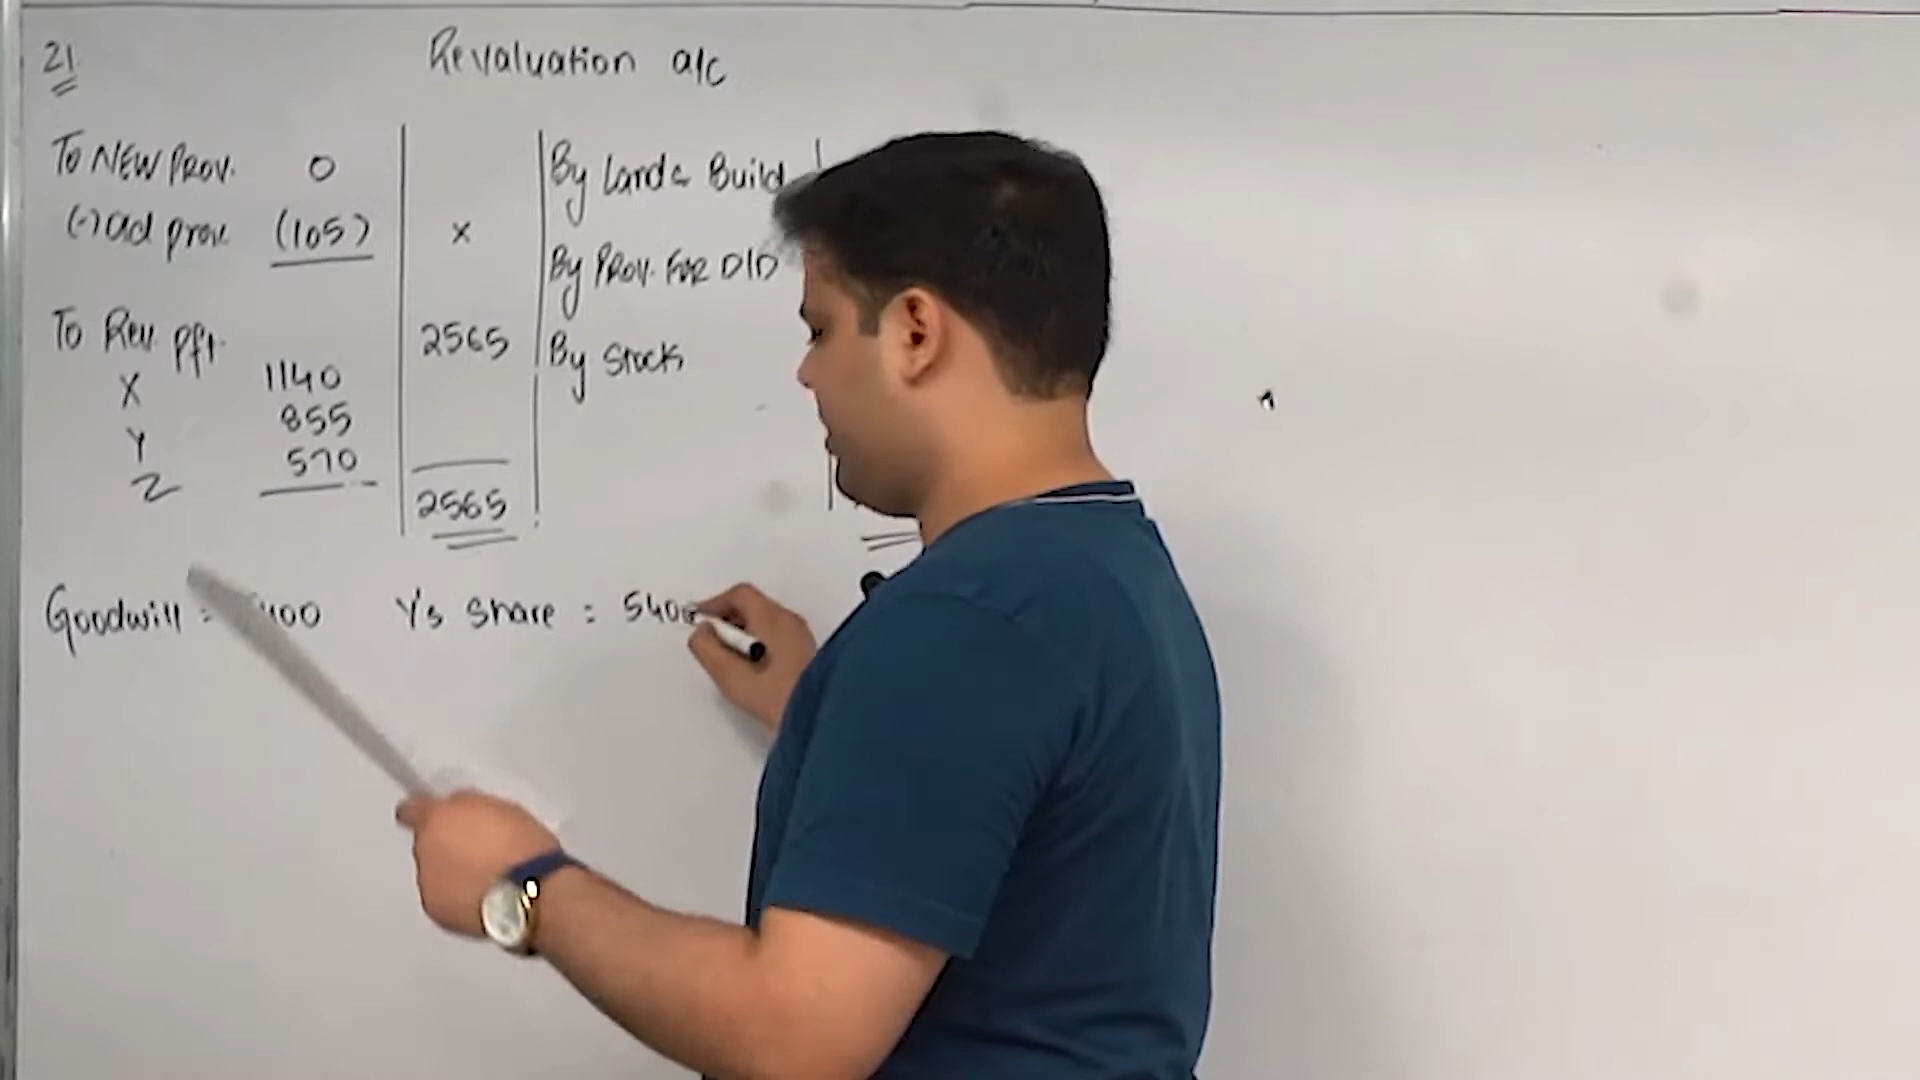 21
Revaluation a/c
To NEW Prov. 0
(-) old prov. (105) x
To Rev. Pft. 2565
X 1140
Y 855
Z 570
2565
By Land & Build
By Prov. FOR D/D
By Stock
Goodwill = 400 Y's Share = 540